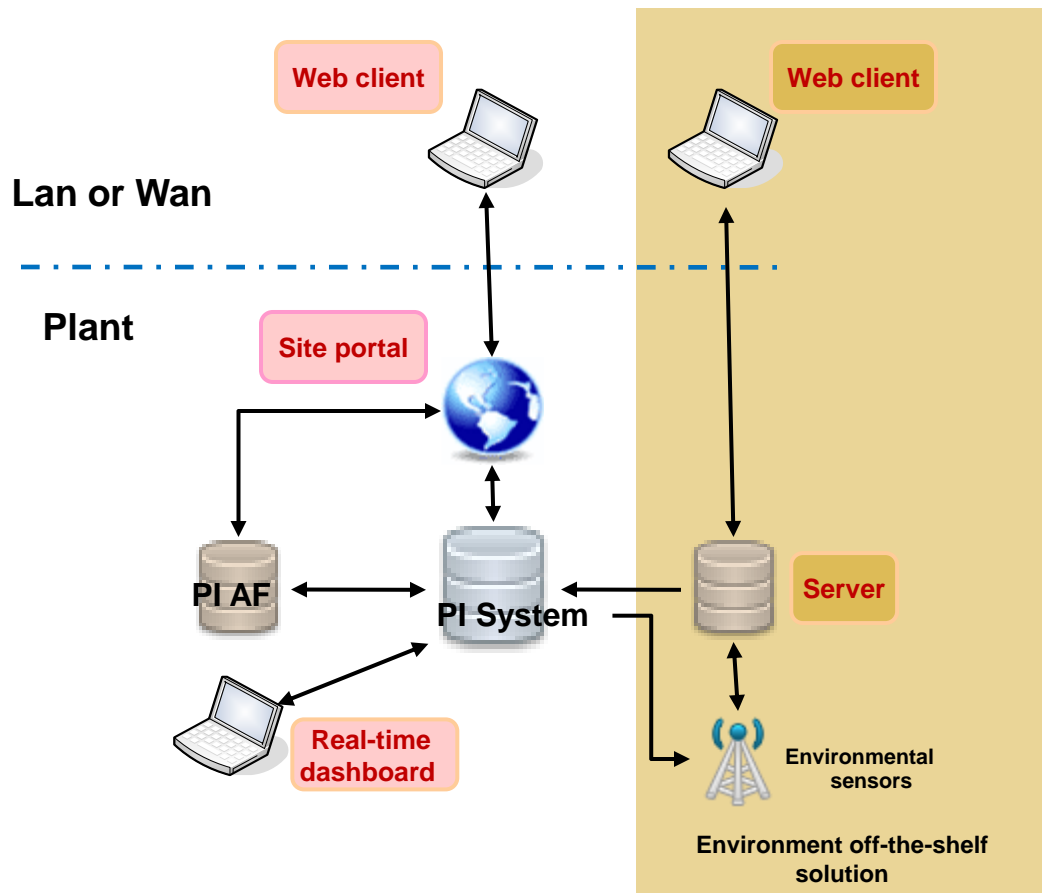 Web client
Web client
Lan or Wan
Plant
Site portal
PI AF
PI System
Server
Real-time
dashboard
Environmental
sensors
Environment off-the-shelf
solution